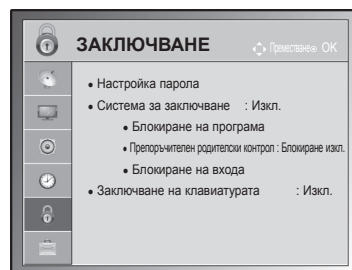 ЗАКЛЮЧВАНЕ Преместване OK
• Настройка парола
• Система за заключване : Изкл.
• Блокиране на програма
• Препоръчителен родителски контрол : Блокиране изкл.
• Блокиране на входа
• Заключване на клавиатурата : Изкл.